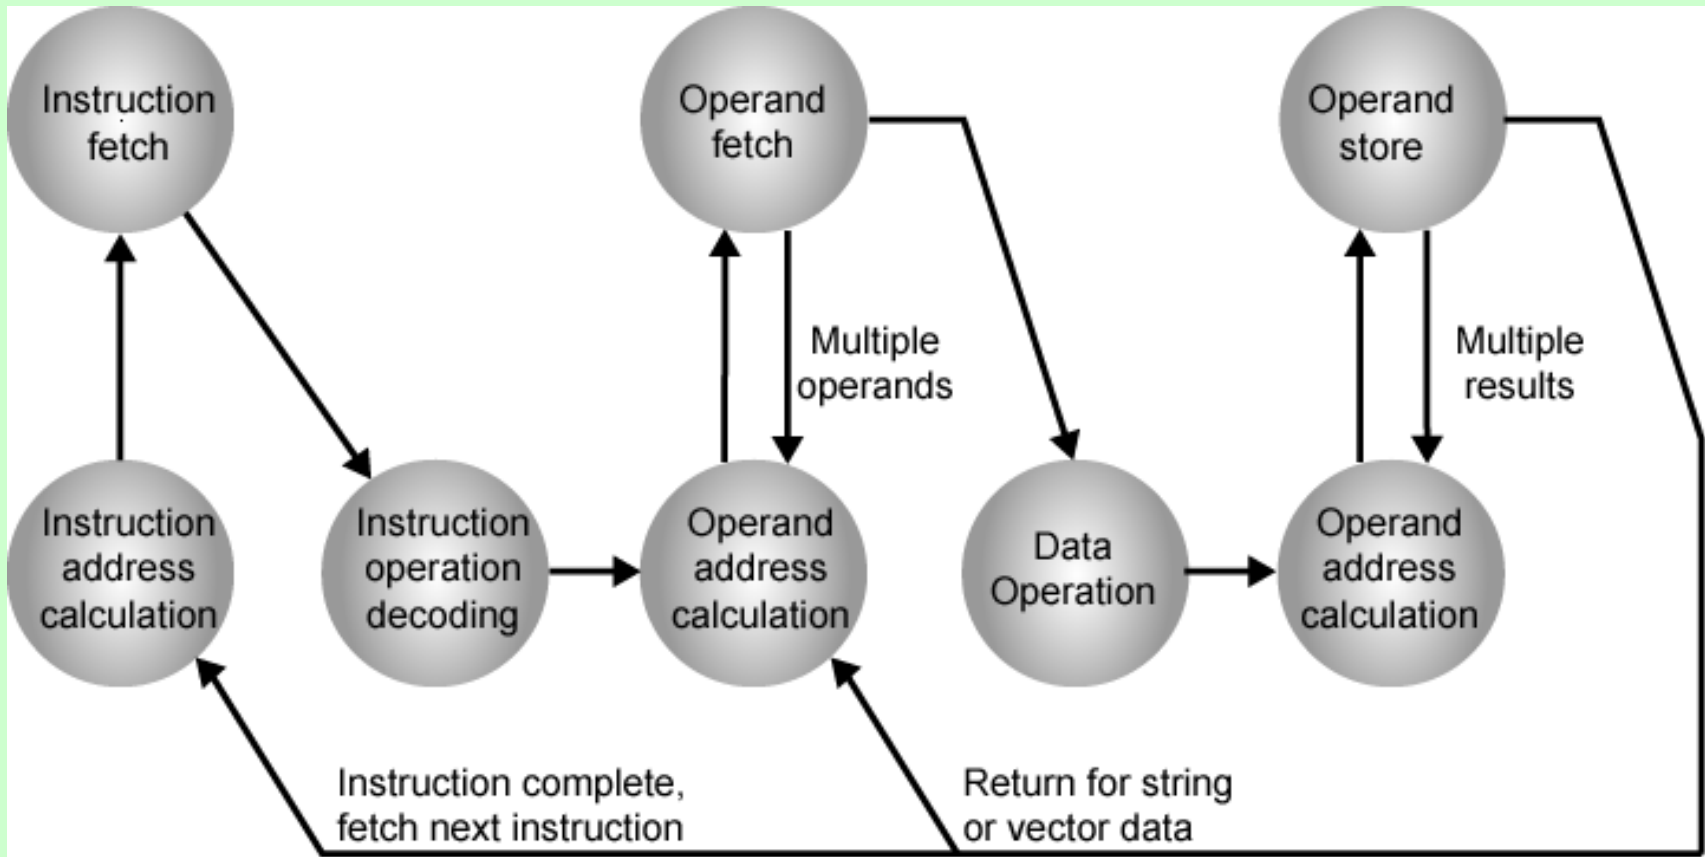 Instruction
fetch
Operand
fetch
Operand
store
Multiple
operands
Multiple
results
Instruction
address
calculation
Instruction
operation
decoding
Operand
address
calculation
Data
Operation
Operand
address
calculation
Instruction complete,
fetch next instruction
Return for string
or vector data